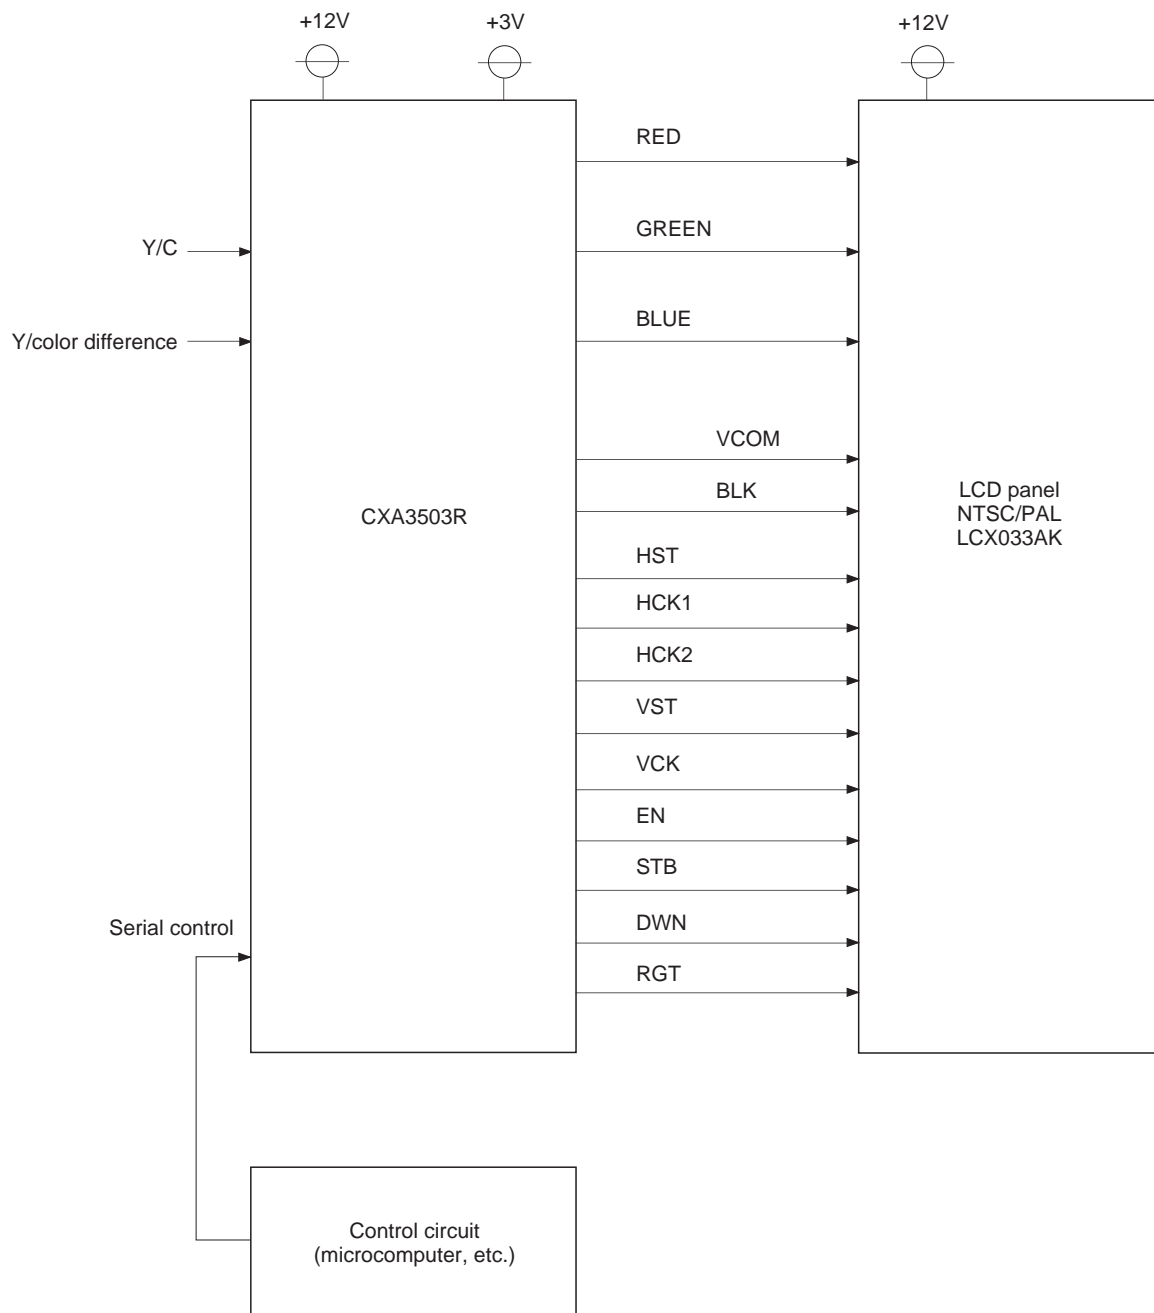 +12V
+3V
+12V
RED
GREEN
Y/C
BLUE
Y/color difference
VCOM
BLK
CXA3503R
LCD panel
NTSC/PAL
LCX033AK
HST
HCK1
HCK2
VST
VCK
EN
STB
DWN
Serial control
RGT
Control circuit
(microcomputer, etc.)